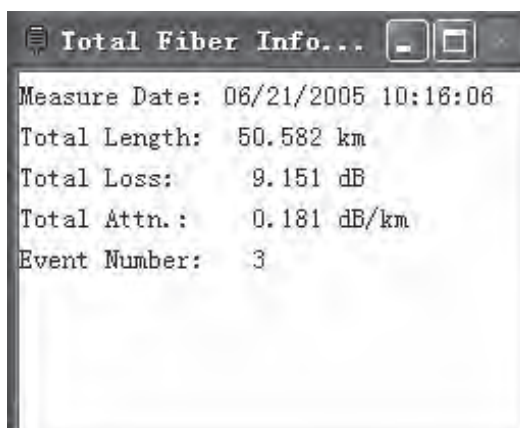 Total Fiber Info...
Measure Date: 06/21/2005 10:16:06
Total Length: 50.582 km
Total Loss: 9.151 dB
Total Attn.: 0.181 dB/km
Event Number: 3